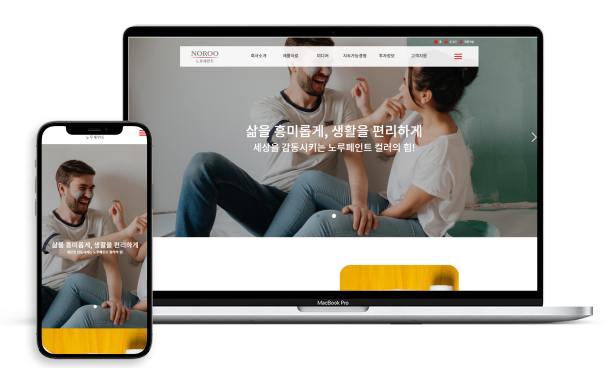 NOROO
노루페인트
회사소개 제품자료 미디어 지속가능경영 투자정보 고객지원
삶을 흥미롭게, 생활을 편리하게
세상을 감동시키는 노루페인트 컬러의 힘!
MacBook Pro
노루페인트
삶을 흥미롭게, 생활을 편리하게
세상을 감동시키는 노루페인트 컬러의 힘!